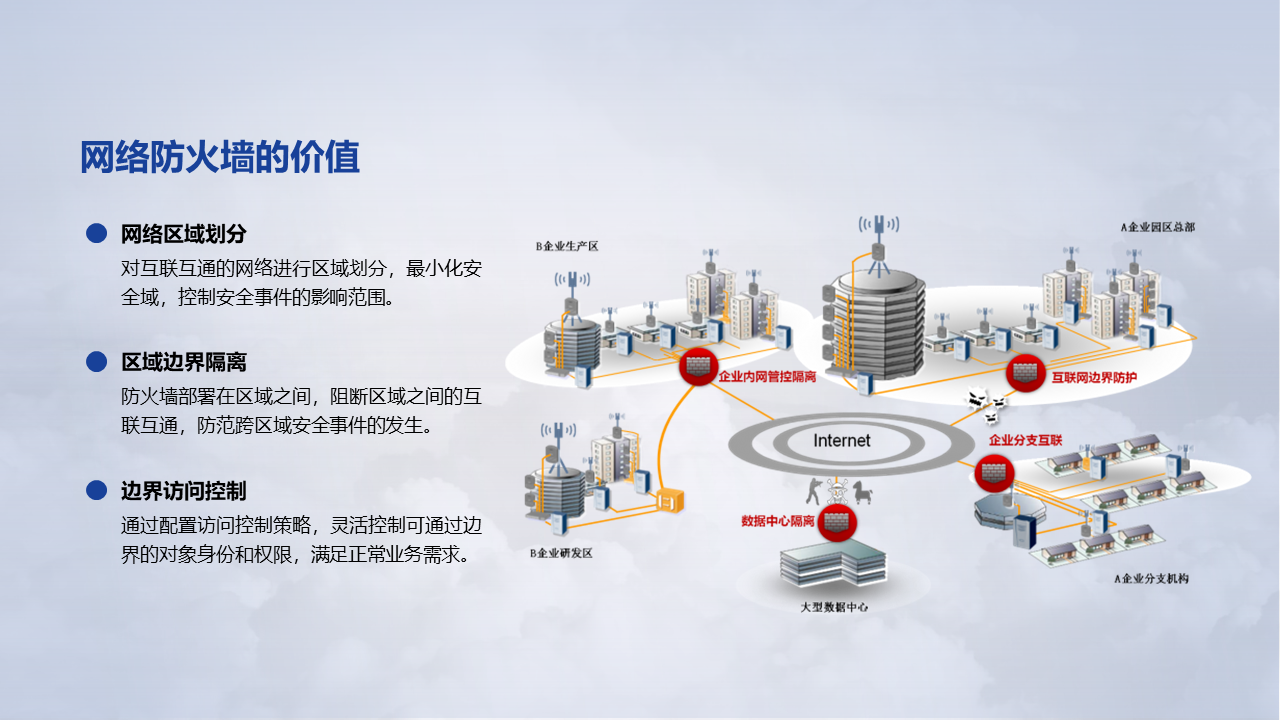 网络防火墙的价值
网络区域划分
对互联互通的网络进行区域划分，最小化安
全域，控制安全事件的影响范围。
区域边界隔离
防火墙部署在区域之间，阻断区域之间的互
联互通，防范跨区域安全事件的发生。
边界访问控制
通过配置访问控制策略，灵活控制可通过边
界的对象身份和权限，满足正常业务需求。
A企业园区总部
B企业生产区
企业内网管控隔离
互联网边界防护
Internet
企业分支互联
数据中心隔离
B企业研发区
A企业分支机构
大型数据中心